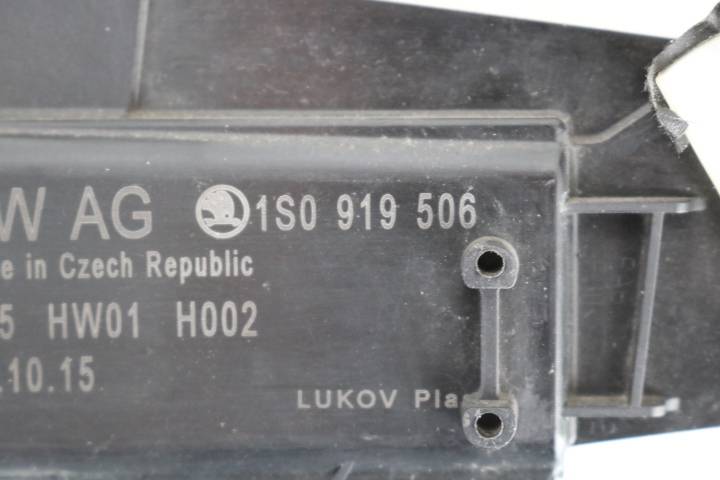 W AG 1S0 919 506
e in Czech Republic
5 HW01 H002
.10.15
LUKOV Pla